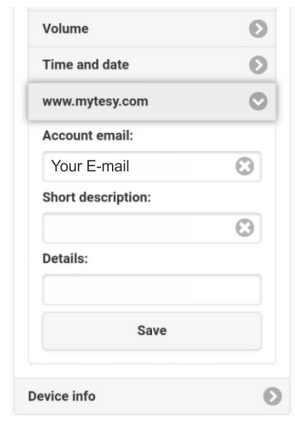 Volume
Time and date
www.mytesy.com
Account email:
Your E-mail
Short description:
Details:
Save
Device info